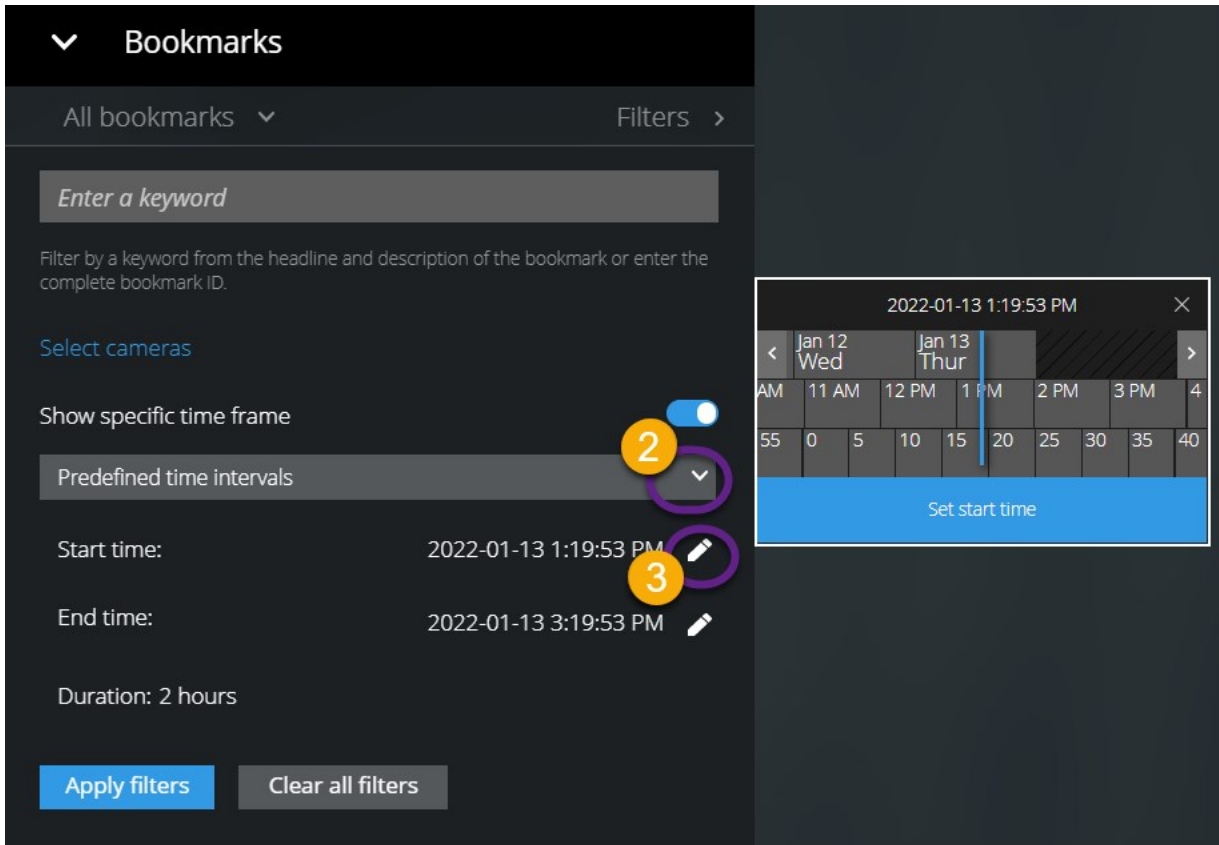 Bookmarks
All bookmarks
Filters
Enter a keyword
Filter by a keyword from the headline and description of the bookmark or enter the
complete bookmark ID.
Select cameras
Show specific time frame
2
Predefined time intervals
Start time: 2022-01-13 1:19:53 PM
3
End time: 2022-01-13 3:19:53 PM
Duration: 2 hours
Apply filters
Clear all filters
2022-01-13 1:19:53 PM
Jan 12 Jan 13
Wed Thur
AM 11 AM 12 PM 1 PM 2 PM 3 PM 4
55 0 5 10 15 20 25 30 35 40
Set start time